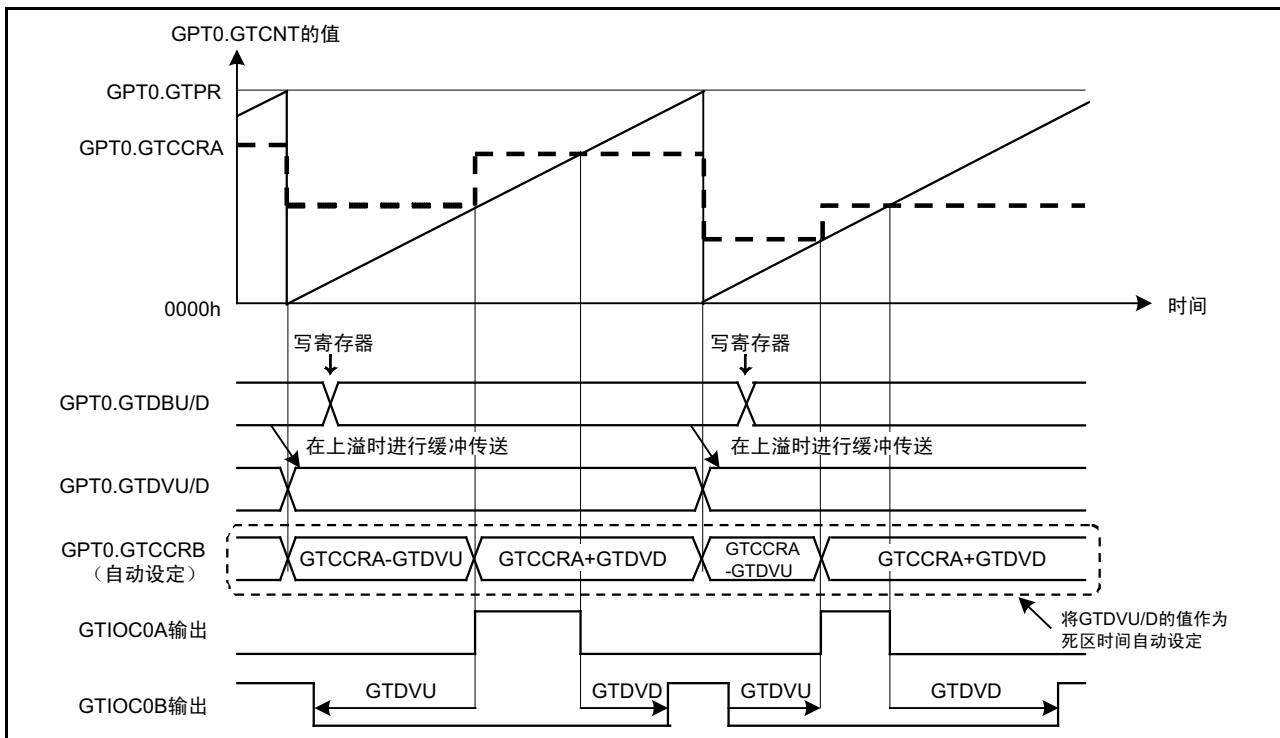 GPT0.GTCNT的值
GPT0.GTPR
GPT0.GTCCRA
0000h
时间
写寄存器
写寄存器
GPT0.GTDBU/D
在上溢时进行缓冲传送
在上溢时进行缓冲传送
GPT0.GTDVU/D
GPT0.GTCCRB
（自动设定）
GTCCRA-GTDVU
GTCCRA+GTDVD
GTCCRA
-GTDVU
GTCCRA+GTDVD
GTIOC0A输出
将GTDVU/D的值作为
死区时间自动设定
GTIOC0B输出
GTDVU
GTDVD
GTDVU
GTDVD